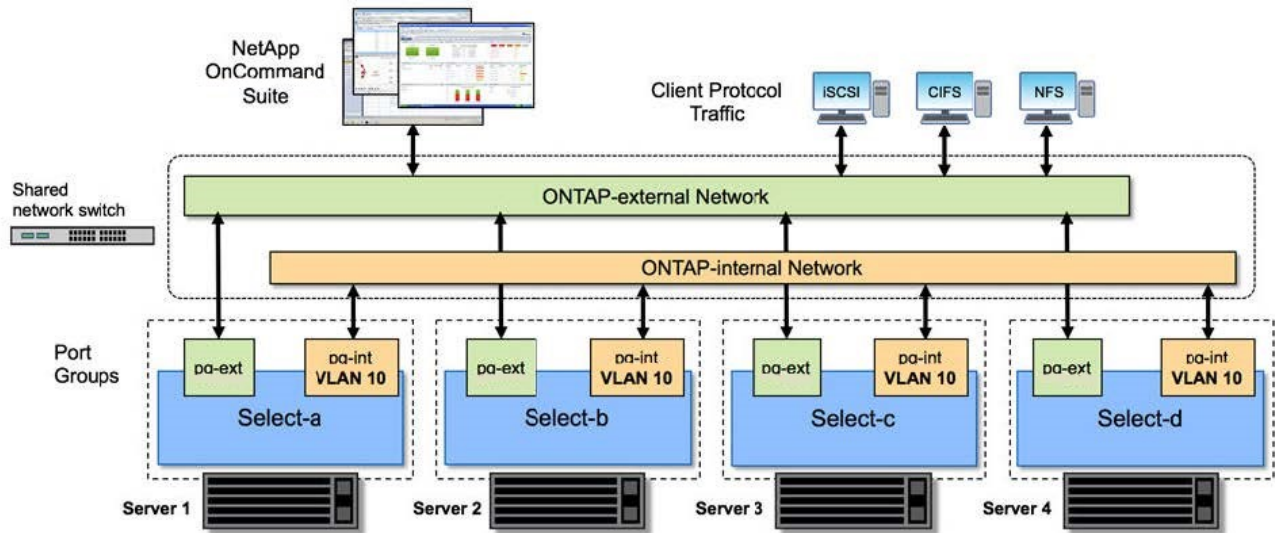 NetApp
OnCommand
Suite
Client Protocol
Traffic
iSCSI
CIFS
NFS
Shared
network switch
ONTAP-external Network
ONTAP-internal Network
Port
Groups
pg-ext
pg-int
VLAN 10
Select-a
pg-ext
pg-int
VLAN 10
Select-b
pg-ext
pg-int
VLAN 10
Select-c
pg-ext
pg-int
VLAN 10
Select-d
Server 1
Server 2
Server 3
Server 4